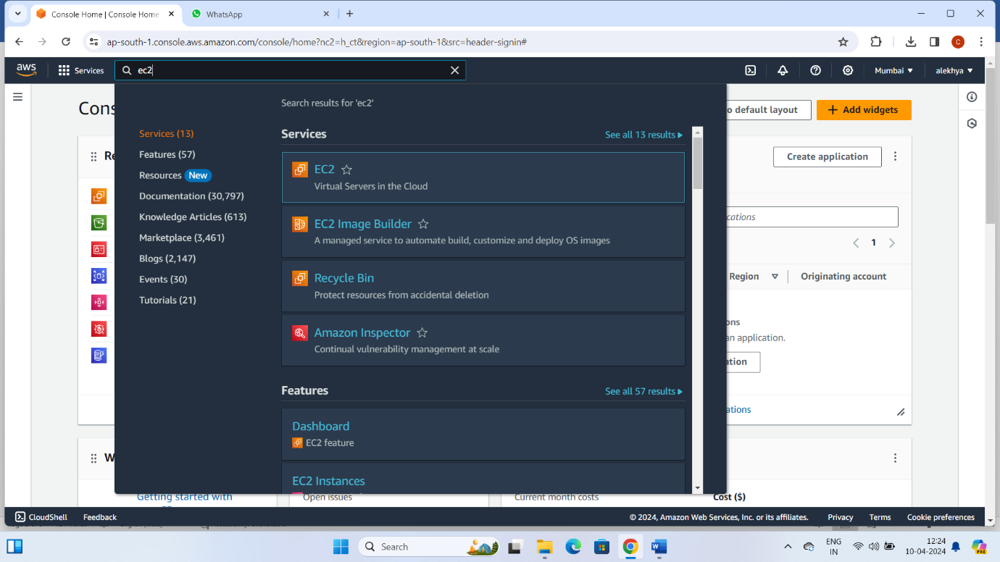 Console Home | Console Home
WhatsApp
ap-south-1.console.aws.amazon.com/console/home?nc2=h_ct&region=ap-south-1&src=header-signin#
C
aws
Services
ec2
Mumbai
alekhya
Search results for 'ec2'
Cons
o default layout
+ Add widgets
Services (13)
Features (57)
Resources New
Documentation (30,797)
Knowledge Articles (613)
Marketplace (3,461)
Blogs (2,147)
Events (30)
Tutorials (21)
Services
See all 13 results
EC2
Virtual Servers in the Cloud
EC2 Image Builder
A managed service to automate build, customize and deploy OS images
Recycle Bin
Protect resources from accidental deletion
Amazon Inspector
Continual vulnerability management at scale
Features
See all 57 results
Dashboard
EC2 feature
EC2 Instances
Re
Create application
cations
1
Region
Originating account
ons
an application.
ation
ations
W
Getting started with
Open issues
Current month costs
Cost ($)
CloudShell
Feedback
© 2024, Amazon Web Services, Inc. or its affiliates.
Privacy
Terms
Cookie preferences
Search
ENG
IN
12:24
10-04-2024
PRE